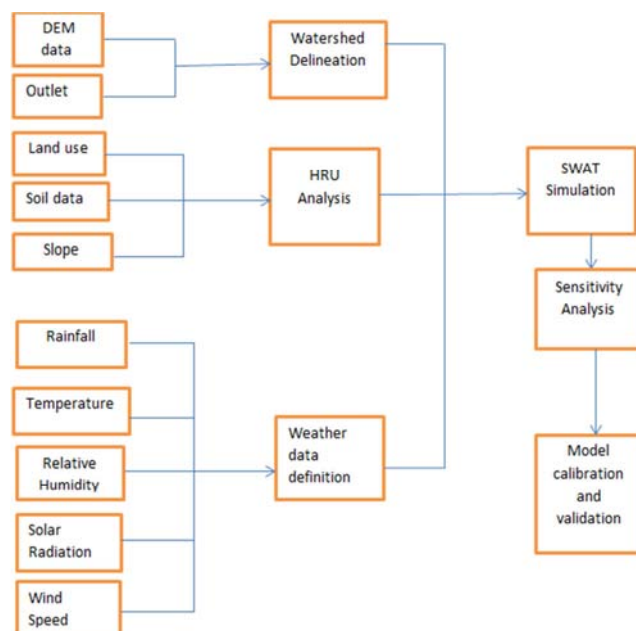 DEM
data
Outlet
Watershed
Delineation
Land use
Soil data
Slope
HRU
Analysis
SWAT
Simulation
Sensitivity
Analysis
Rainfall
Temperature
Relative
Humidity
Solar
Radiation
Wind
Speed
Weather
data
definition
Model
calibration
and
validation